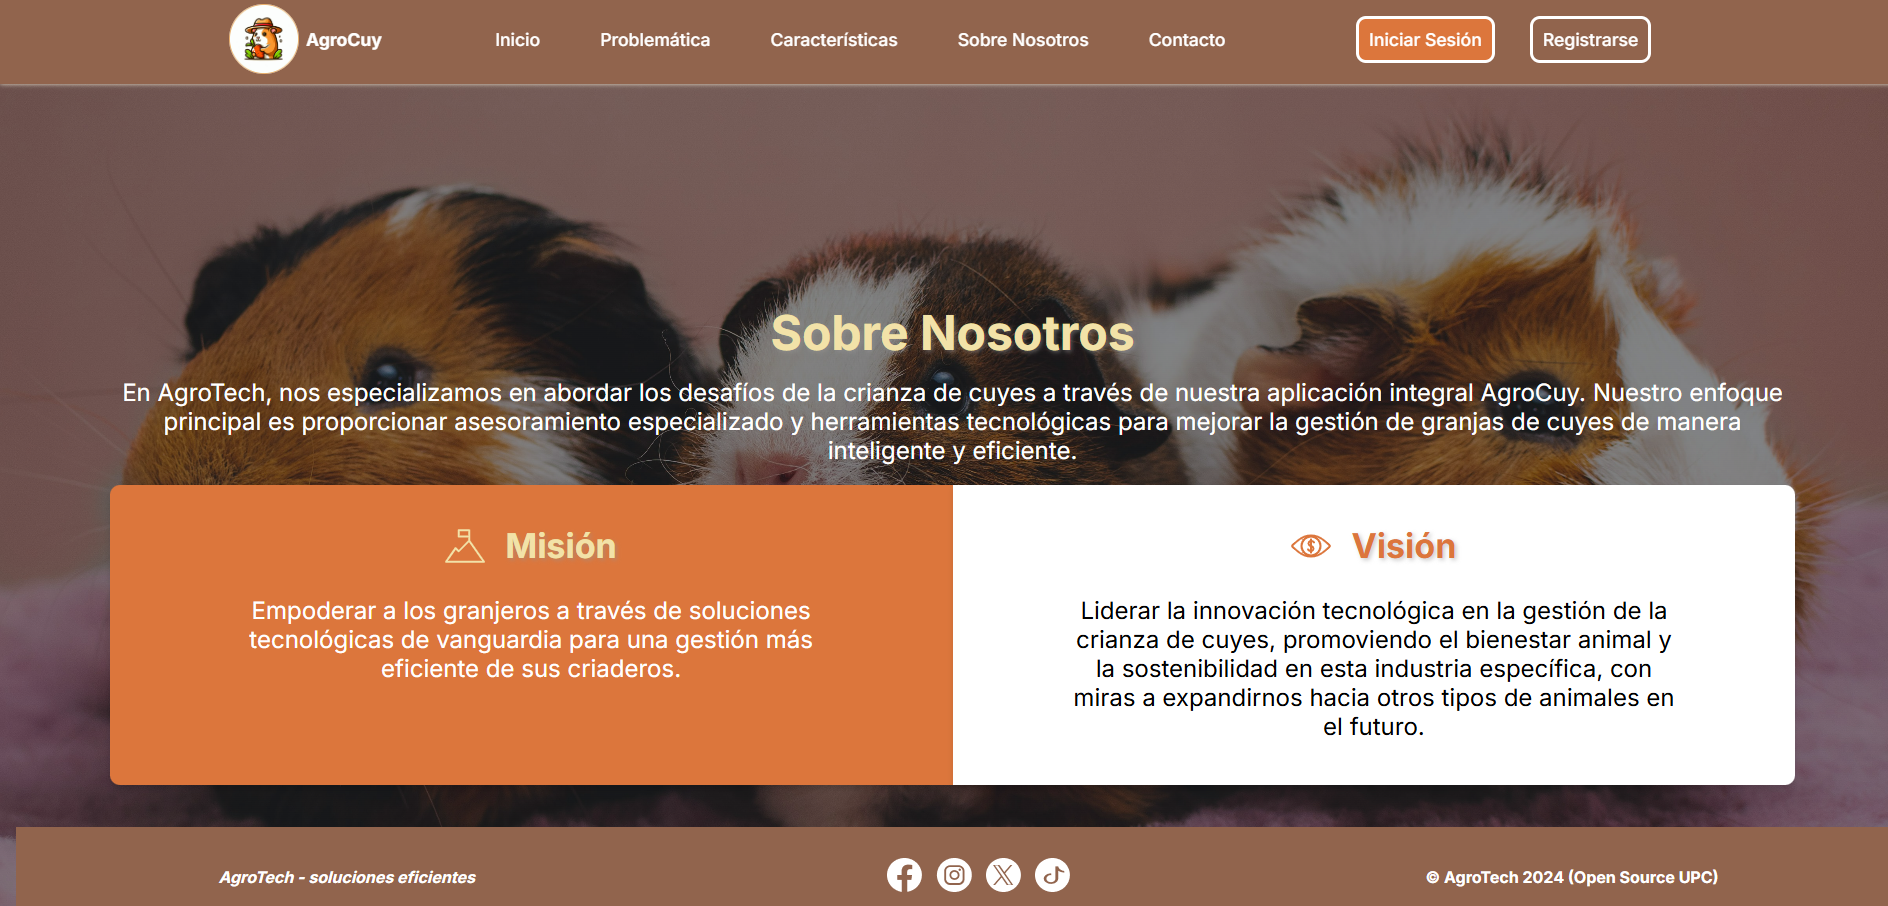 AgroCuy
Inicio
Problemática
Características
Sobre Nosotros
Contacto
Iniciar Sesión
Registrarse
Sobre Nosotros
En AgroTech, nos especializamos en abordar los desafíos de la crianza de cuyes a través de nuestra aplicación integral AgroCuy. Nuestro enfoque
principal es proporcionar asesoramiento especializado y herramientas tecnológicas para mejorar la gestión de granjas de cuyes de manera
inteligente y eficiente.
Misión
Empoderar a los granjeros a través de soluciones
tecnológicas de vanguardia para una gestión más
eficiente de sus criaderos.
Visión
Liderar la innovación tecnológica en la gestión de la
crianza de cuyes, promoviendo el bienestar animal y
la sostenibilidad en esta industria específica, con
miras a expandirnos hacia otros tipos de animales en
el futuro.
AgroTech - soluciones eficientes
© AgroTech 2024 (Open Source UPC)